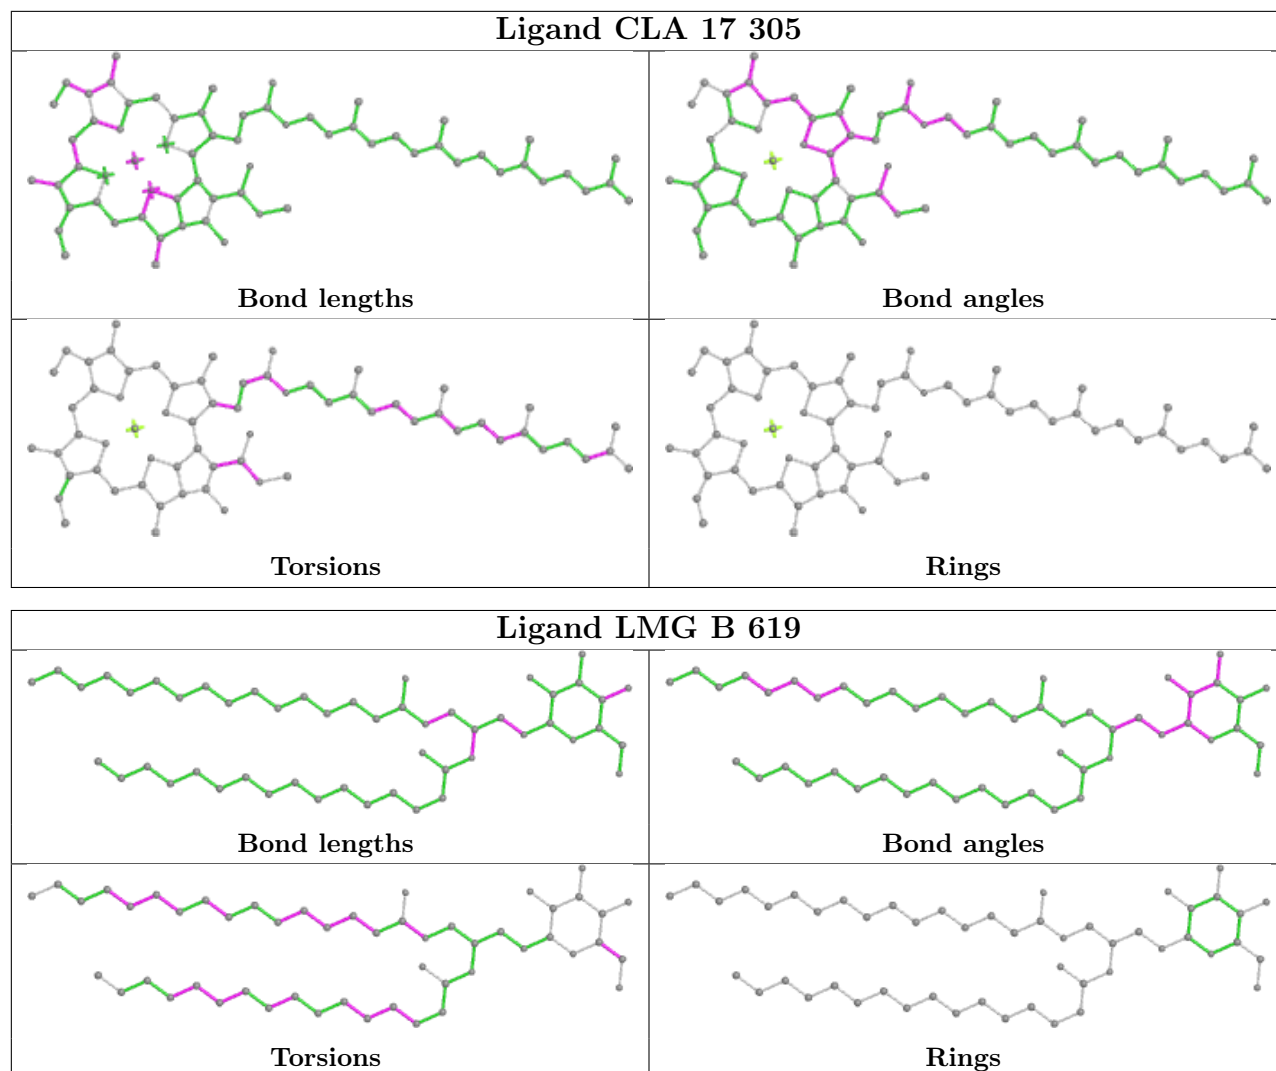 Ligand CLA 17 305
Bond lengths
Bond angles
Torsions
Rings
Ligand LMG B 619
Bond lengths
Bond angles
Torsions
Rings